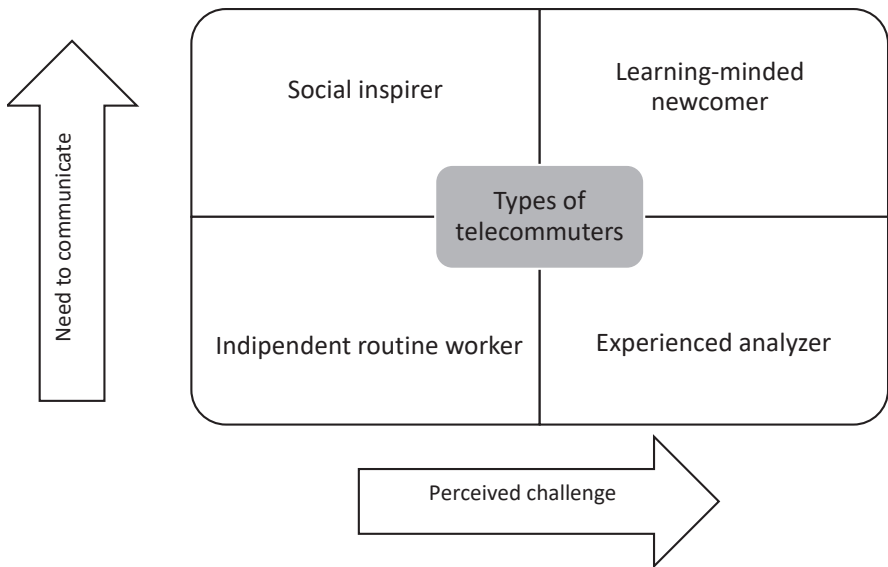 Social inspirer
Learning-minded
newcomer
Need to communicate
Types of
telecommuters
Indipendent routine worker
Experienced analyzer
Perceived challenge